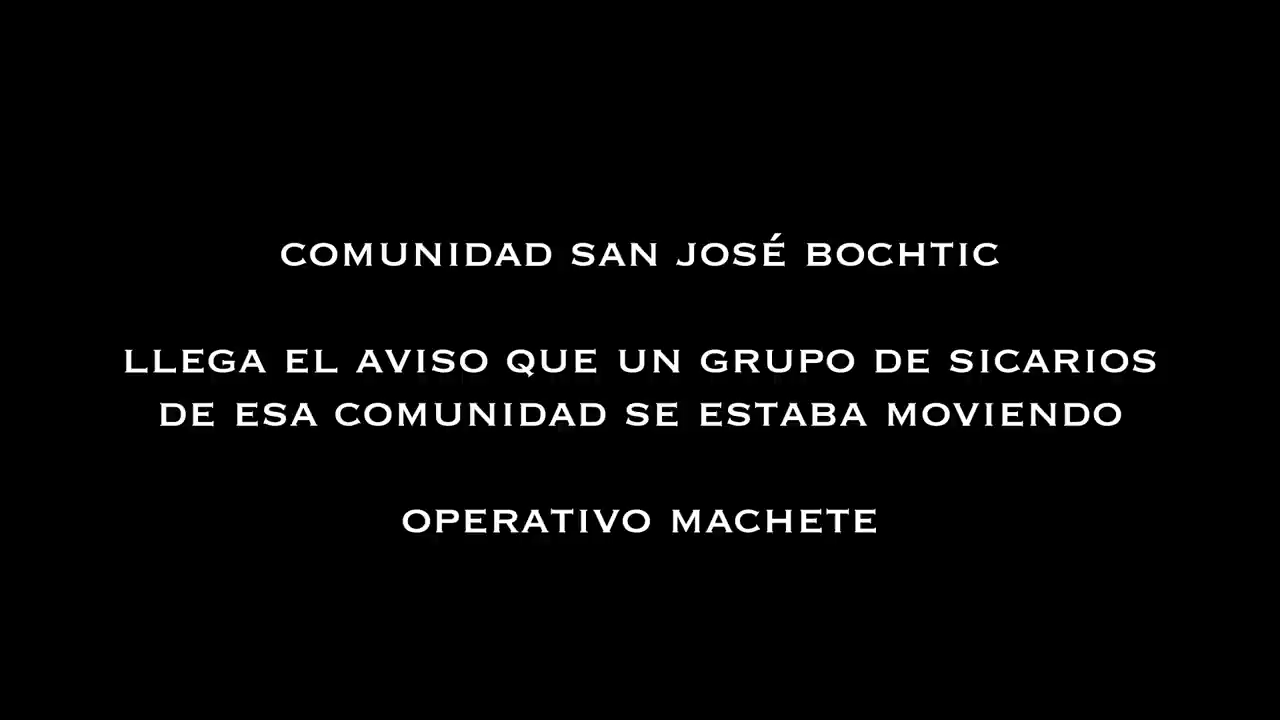 COMUNIDAD SAN JOSÉ BOCHTIC
LLEGA EL AVISO QUE UN GRUPO DE SICARIOS
DE ESA COMUNIDAD SE ESTABA MOVIENDO
OPERATIVO MACHETE